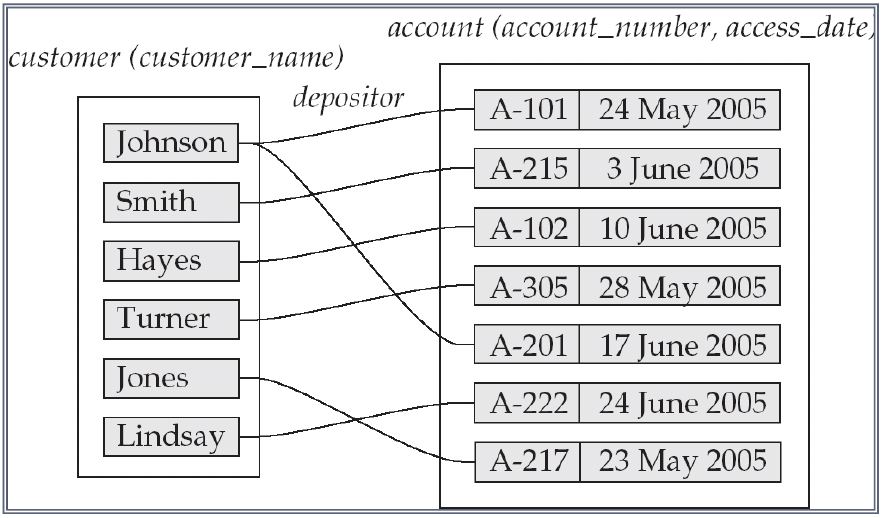 account (account_number, access_date)
customer (customer_name)
depositor
Johnson
Smith
Hayes
Turner
Jones
Lindsay
A-101 24 May 2005
A-215 3 June 2005
A-102 10 June 2005
A-305 28 May 2005
A-201 17 June 2005
A-222 24 June 2005
A-217 23 May 2005